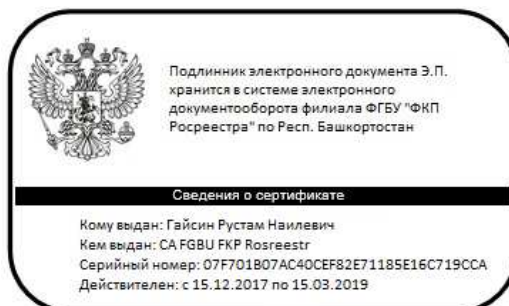 Подлинник электронного документа Э.П.
хранится в системе электронного
документооборота филиала ФГБУ "ФКП
Росреестра" по Респ. Башкортостан
Сведения о сертификате
Кому выдан: Гайсин Рустам Наилевич
Кем выдан: CA FGBU FKP Rosreestr
Серийный номер: 07F701B07AC40CEF82E71185E16C719CCA
Действителен: с 15.12.2017 по 15.03.2019